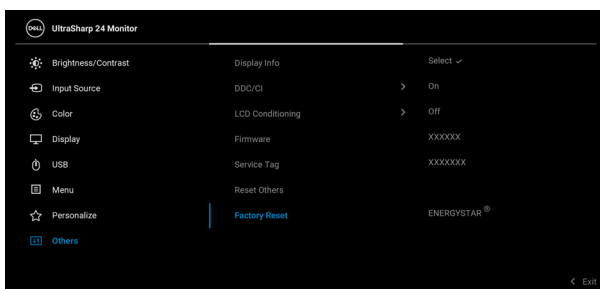 DELL UltraSharp 24 Monitor
Brightness/Contrast Display Info Select ✓
Input Source DDC/CI > On
Color LCD Conditioning > Off
Display Firmware XXXXXX
USB Service Tag XXXXXXX
Menu Reset Others
Personalize Factory Reset ENERGYSTAR ®
Others
< Exit